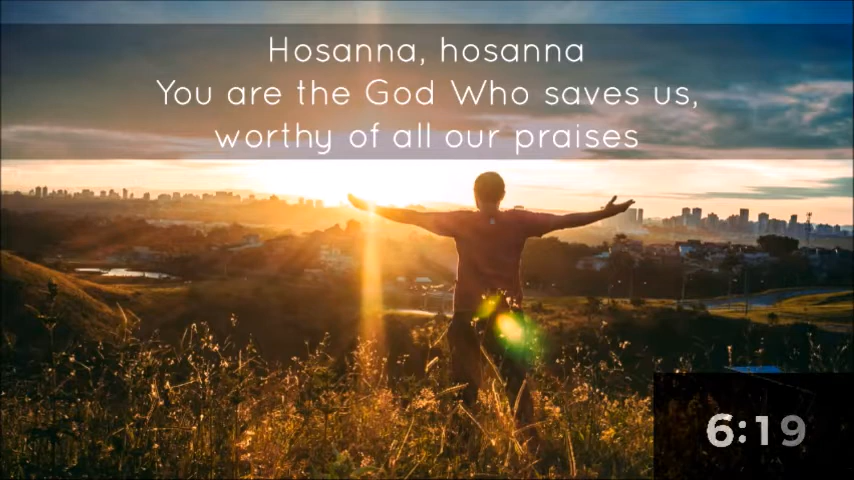 Hosanna, hosanna
You are the God Who saves us,
worthy of all our praises
6:19